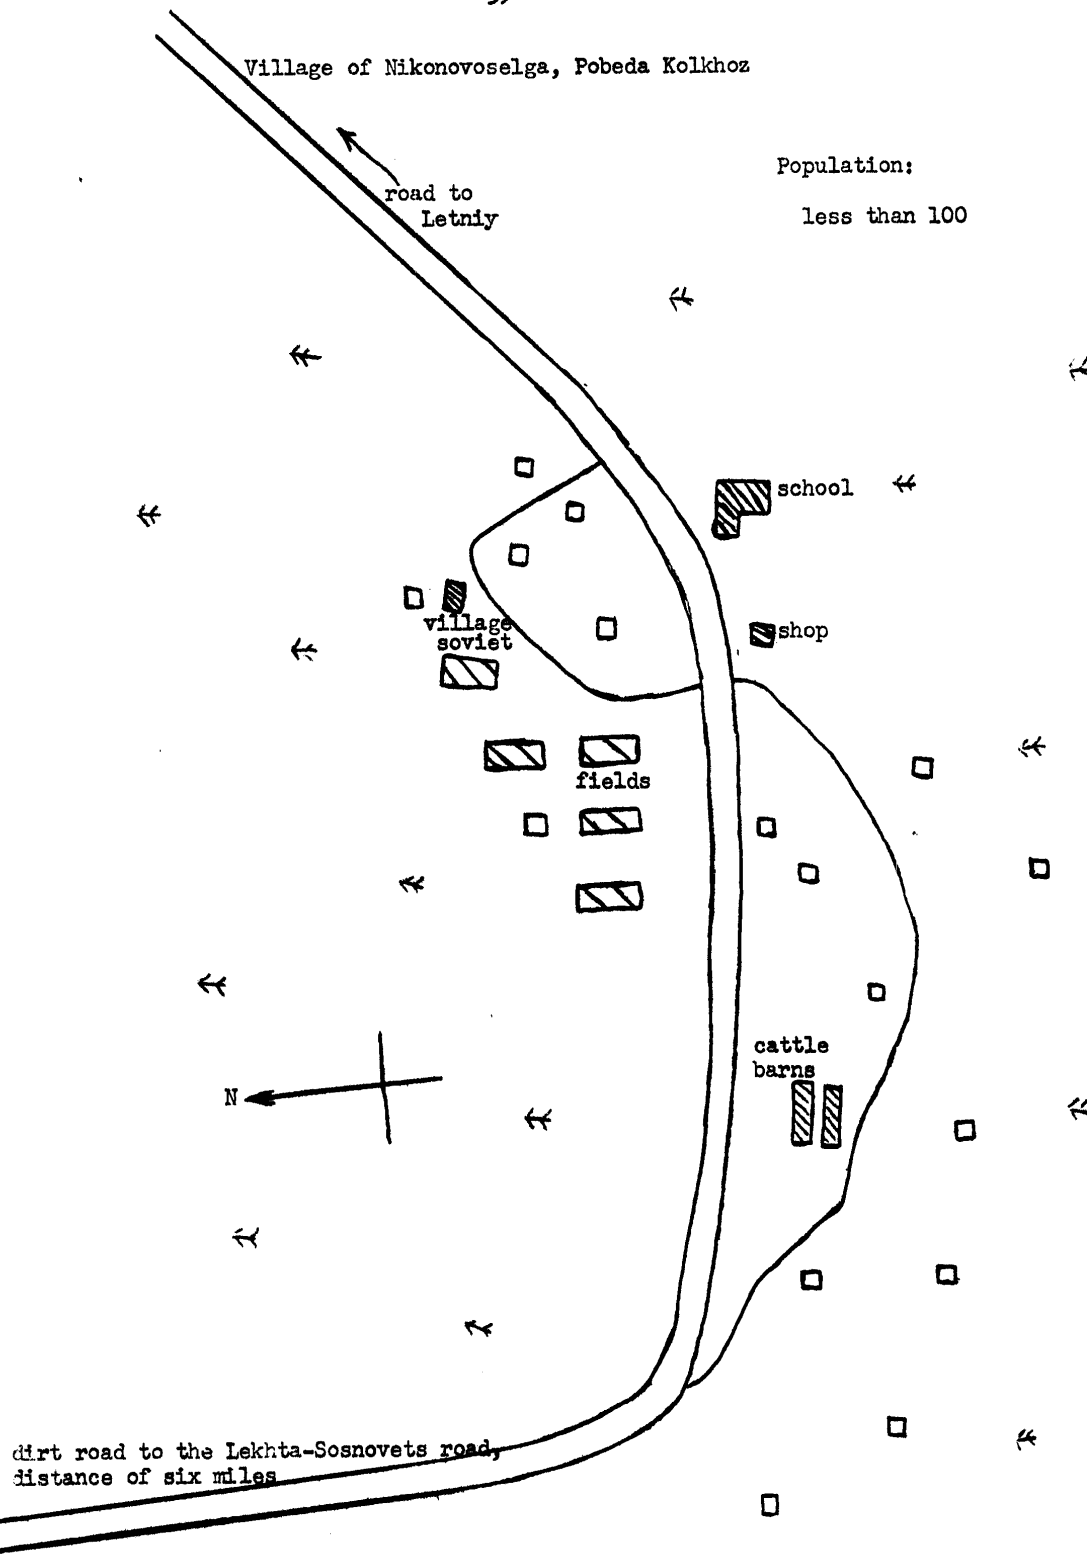 Village of Nikonovoselga, Pobeda Kolkhoz
road to
Letniy
Population:
less than 100
school
village
soviet
shop
fields
cattle
barns
N
dirt road to the Lekhta-Sosnovets road,
distance of six miles